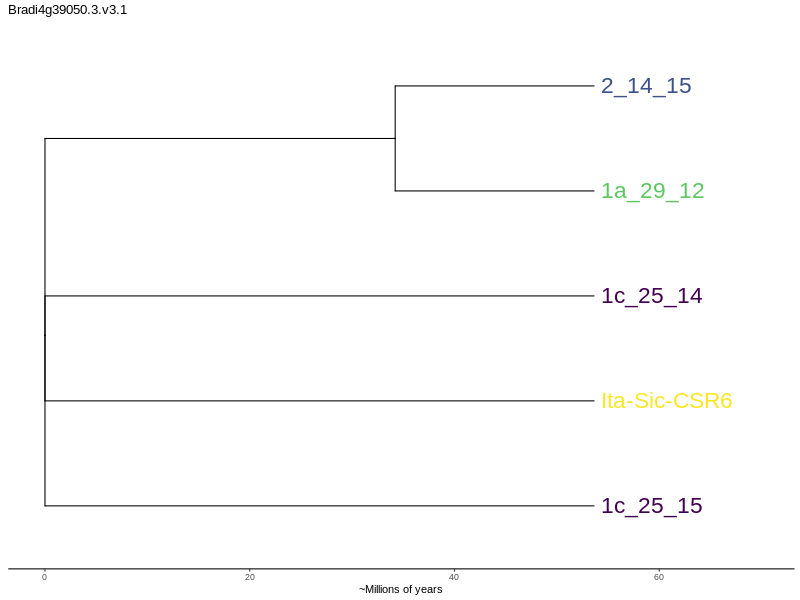 Bradi4g39050.3.v3.1
2_14_15
1a_29_12
1c_25_14
Ita-Sic-CSR6
1c_25_15
0 20 40 60
~Millions of years